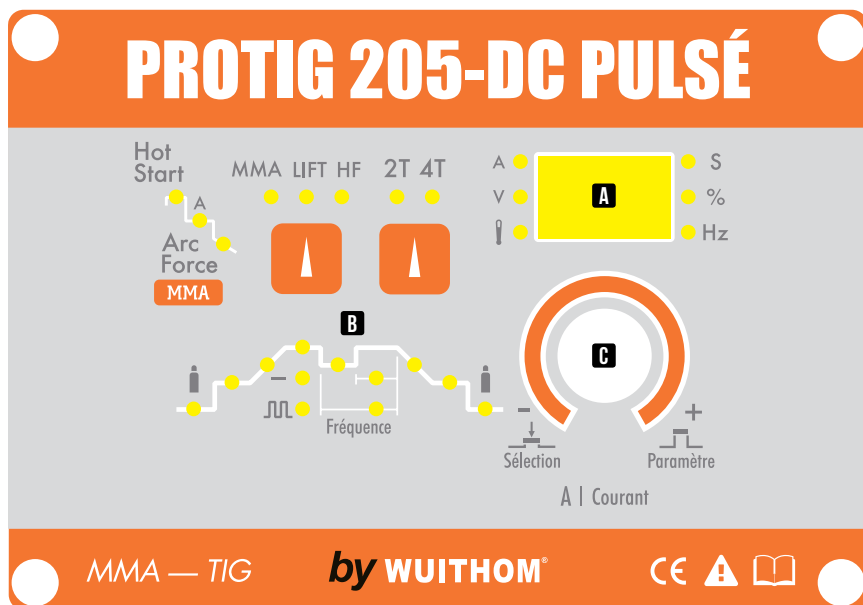 PROTIG 205-DC PULSÉ
Hot
Start
A
Arc
Force
MMA
MMA LIFT HF 2T 4T
A
V
A
S
%
Hz
B
Fréquence
C
-
+
Sélection
Paramètre
A | Courant
MMA — TIG
by WUITHOM®
CE